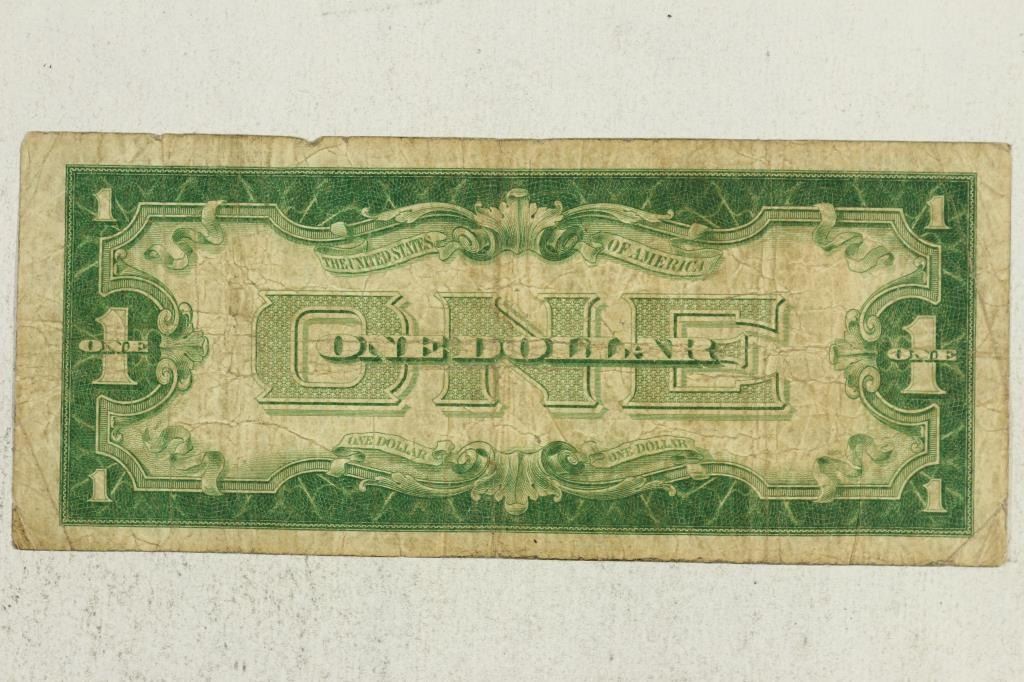 1 1
THE UNITED STATES OF AMERICA
ONE
1 ONE ONE DOLLAR 1 ONE
ONE DOLLAR ONE DOLLAR
1 1